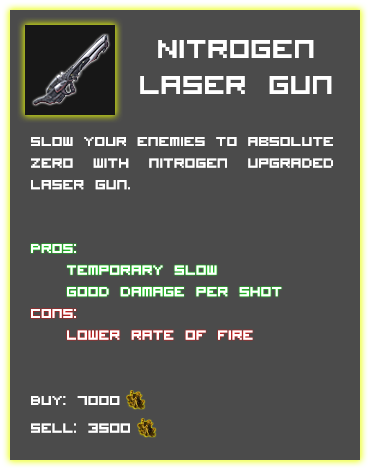 NITROGEN
LASER GUN
SLOW YOUR ENEMIES TO ABSOLUTE
ZERO WITH NITROGEN UPGRADED
LASER GUN.
PROS:
TEMPORARY SLOW
GOOD DAMAGE PER SHOT
CONS:
LOWER RATE OF FIRE
BUY: 7000
SELL: 3500